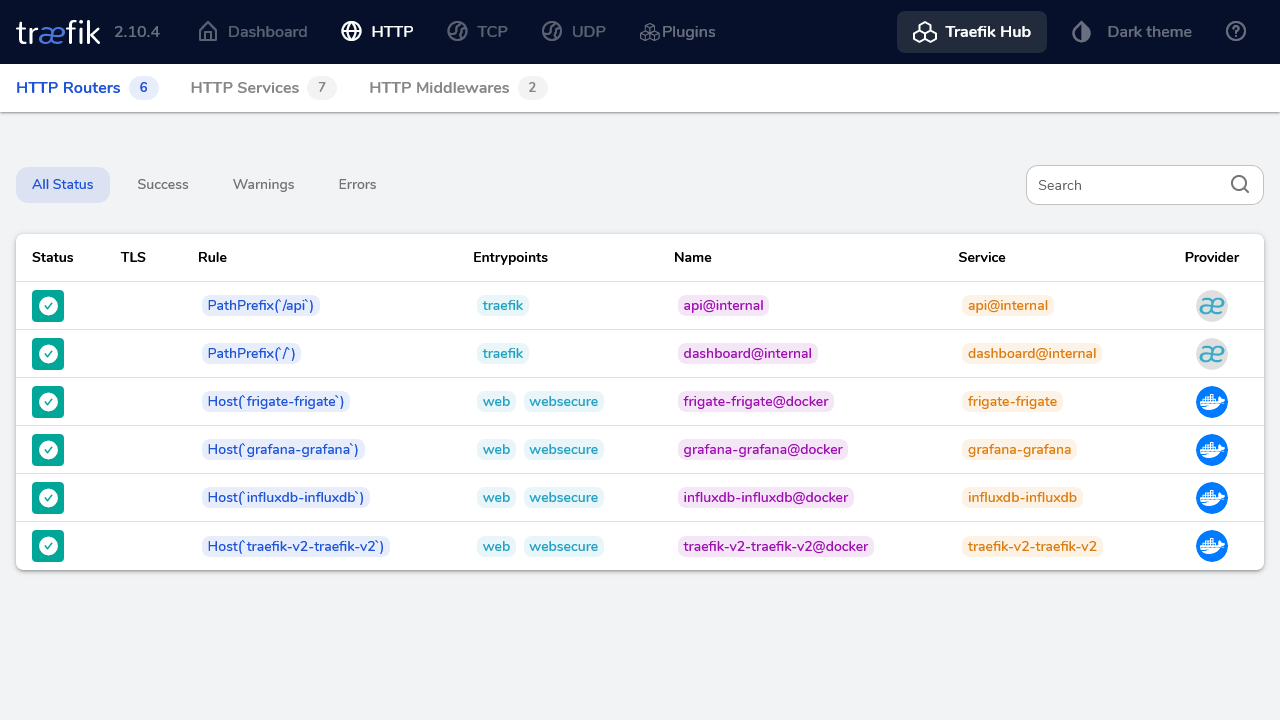 træfik 2.10.4 Dashboard HTTP TCP UDP Plugins Traefik Hub Dark theme
HTTP Routers 6 HTTP Services 7 HTTP Middlewares 2
All Status Success Warnings Errors Search
Status TLS Rule Entrypoints Name Service Provider
PathPrefix(`/api`) traefik api@internal api@internal
PathPrefix(`/`) traefik dashboard@internal dashboard@internal
Host(`frigate-frigate`) web websecure frigate-frigate@docker frigate-frigate
Host(`grafana-grafana`) web websecure grafana-grafana@docker grafana-grafana
Host(`influxdb-influxdb`) web websecure influxdb-influxdb@docker influxdb-influxdb
Host(`traefik-v2-traefik-v2`) web websecure traefik-v2-traefik-v2@docker traefik-v2-traefik-v2